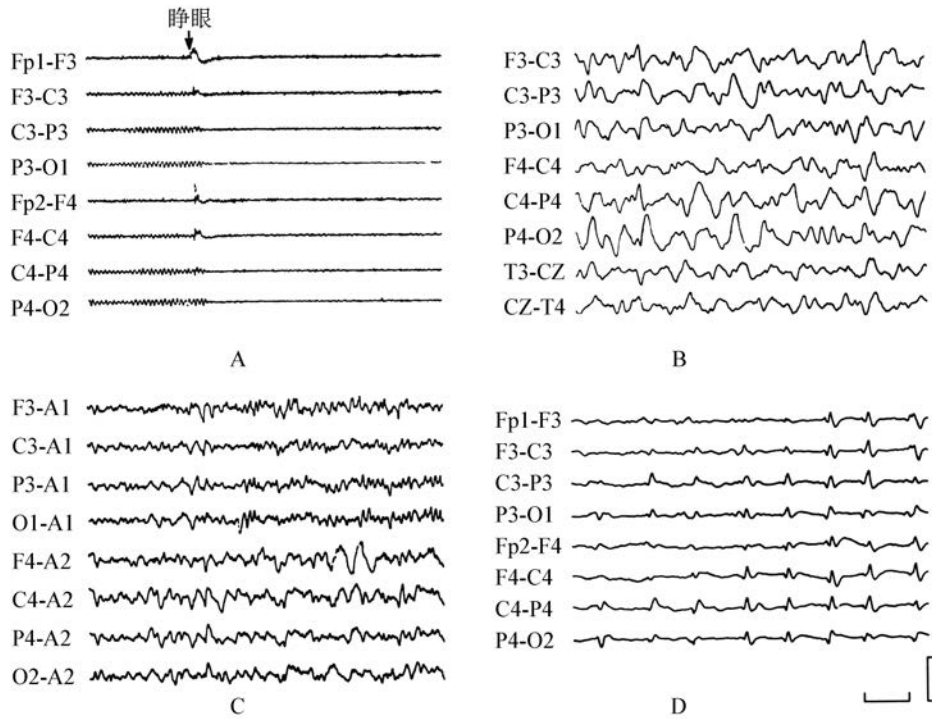 睁眼
Fp1-F3
F3-C3
C3-P3
P3-O1
Fp2-F4
F4-C4
C4-P4
P4-O2
A
F3-C3
C3-P3
P3-O1
F4-C4
C4-P4
P4-O2
T3-CZ
CZ-T4
B
F3-A1
C3-A1
P3-A1
O1-A1
F4-A2
C4-A2
P4-A2
O2-A2
C
Fp1-F3
F3-C3
C3-P3
P3-O1
Fp2-F4
F4-C4
C4-P4
P4-O2
D